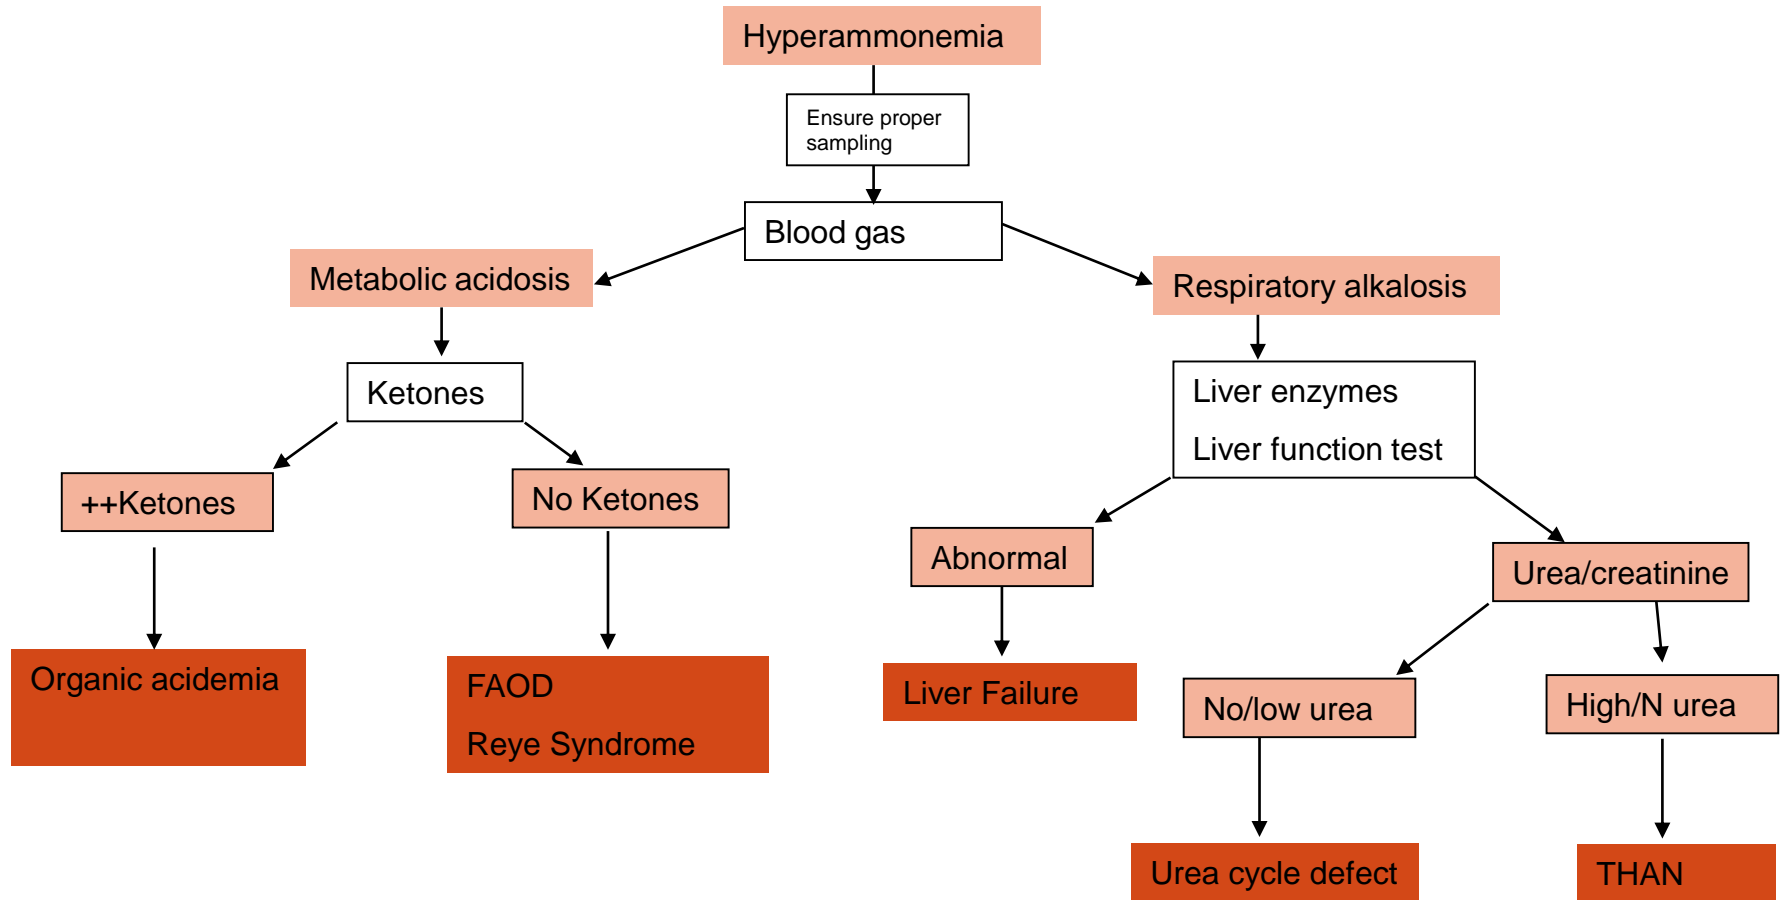 Hyperammonemia
Ensure proper
sampling
Blood gas
Metabolic acidosis
Respiratory alkalosis
Ketones
Liver enzymes
Liver function test
++Ketones
No Ketones
Abnormal
Urea/creatinine
Organic acidemia
FAOD
Reye Syndrome
Liver Failure
No/low urea
High/N urea
Urea cycle defect
THAN